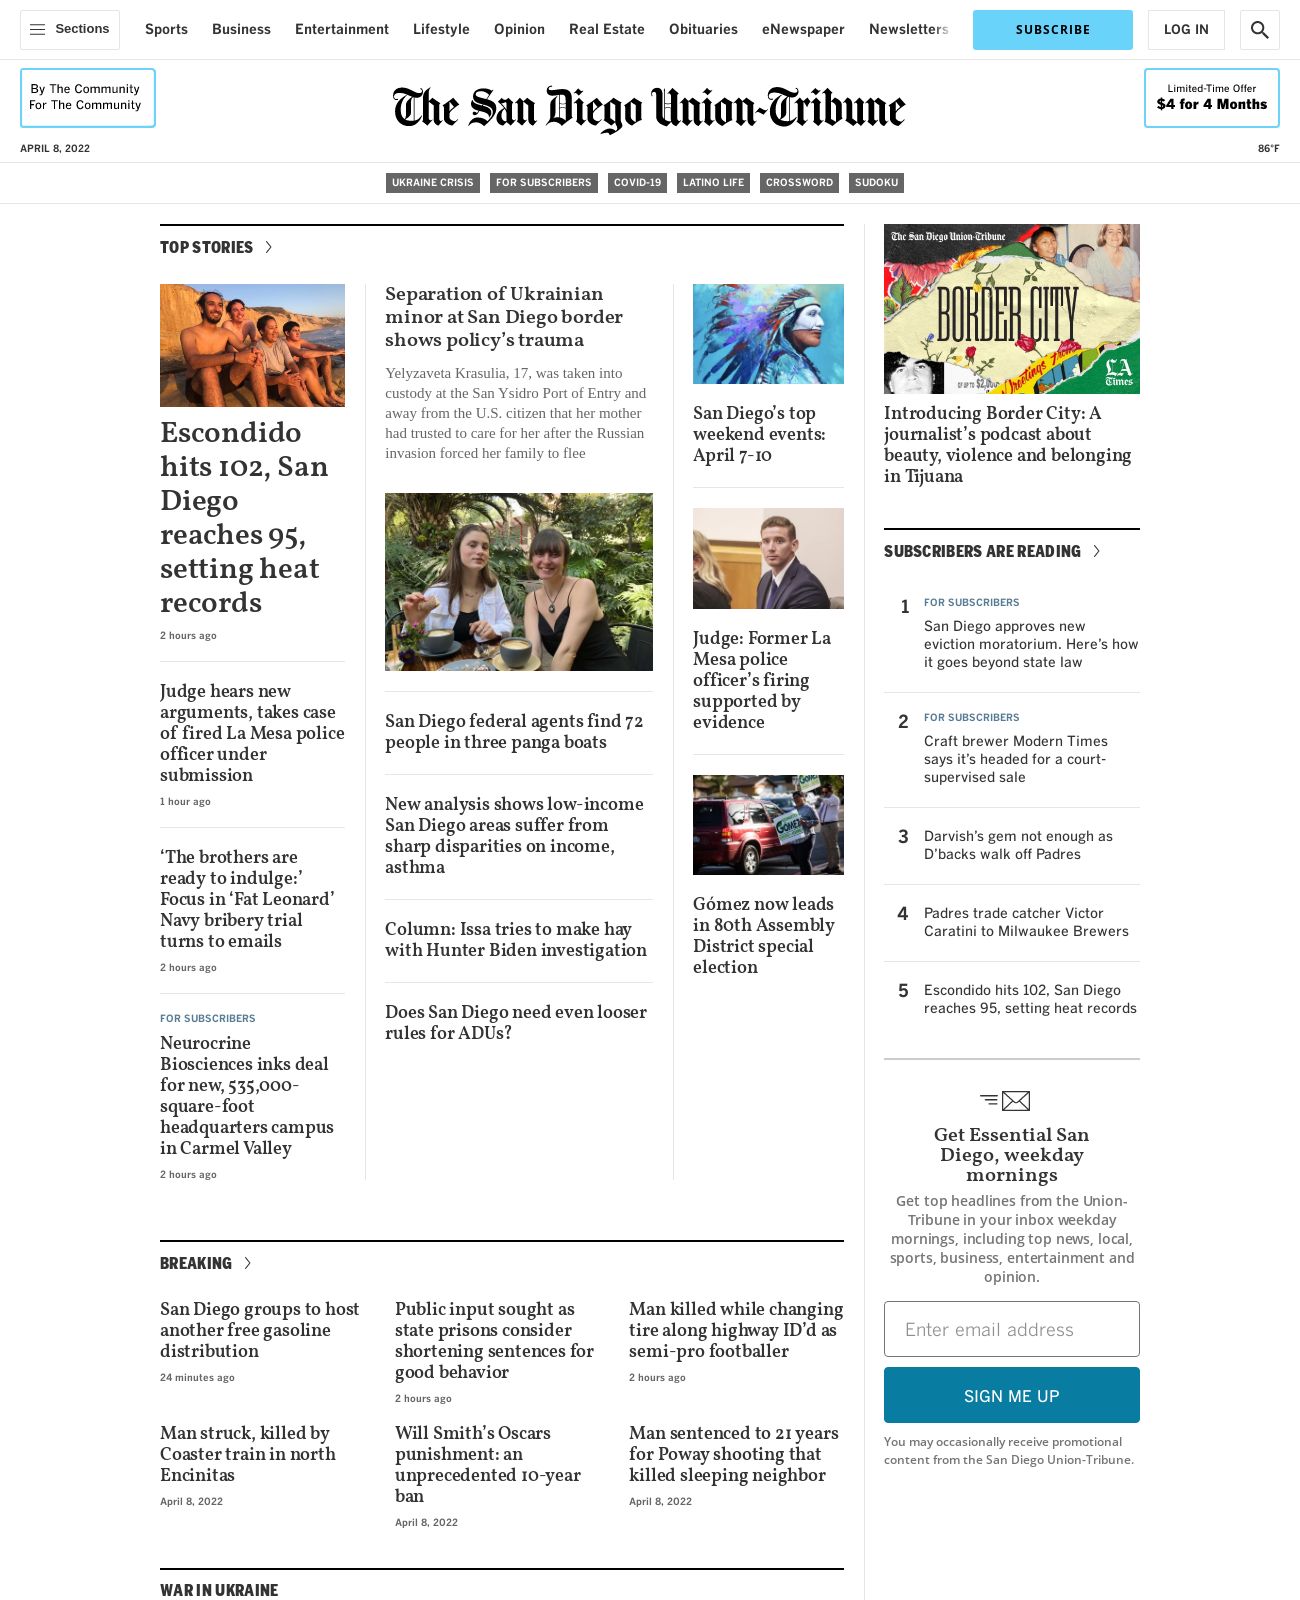 Sections
Sports
Business
Entertainment
Lifestyle
Opinion
Real Estate
Obituaries
eNewspaper
Newsletters
SUBSCRIBE
LOG IN
By The Community
For The Community
The San Diego Union-Tribune
Limited-Time Offer
$4 for 4 Months
APRIL 8, 2022
86°F
UKRAINE CRISIS
FOR SUBSCRIBERS
COVID-19
LATINO LIFE
CROSSWORD
SUDOKU
TOP STORIES
Escondido
hits 102, San
Diego
reaches 95,
setting heat
records
2 hours ago
Judge hears new
arguments, takes case
of fired La Mesa police
officer under
submission
1 hour ago
‘The brothers are
ready to indulge:’
Focus in ‘Fat Leonard’
Navy bribery trial
turns to emails
2 hours ago
FOR SUBSCRIBERS
Neurocrine
Biosciences inks deal
for new, 535,000-
square-foot
headquarters campus
in Carmel Valley
2 hours ago
Separation of Ukrainian
minor at San Diego border
shows policy’s trauma
Yelyzaveta Krasulia, 17, was taken into
custody at the San Ysidro Port of Entry and
away from the U.S. citizen that her mother
had trusted to care for her after the Russian
invasion forced her family to flee
San Diego federal agents find 72
people in three panga boats
New analysis shows low-income
San Diego areas suffer from
sharp disparities on income,
asthma
Column: Issa tries to make hay
with Hunter Biden investigation
Does San Diego need even looser
rules for ADUs?
San Diego’s top
weekend events:
April 7-10
Judge: Former La
Mesa police
officer’s firing
supported by
evidence
GOMEZ
GOMEZ
Gómez now leads
in 80th Assembly
District special
election
The San Diego Union-Tribune
BORDER CITY
Greetings from
LA
Times
Introducing Border City: A
journalist’s podcast about
beauty, violence and belonging
in Tijuana
SUBSCRIBERS ARE READING
1
FOR SUBSCRIBERS
San Diego approves new
eviction moratorium. Here’s how
it goes beyond state law
2
FOR SUBSCRIBERS
Craft brewer Modern Times
says it’s headed for a court-
supervised sale
3
Darvish’s gem not enough as
D’backs walk off Padres
4
Padres trade catcher Victor
Caratini to Milwaukee Brewers
5
Escondido hits 102, San Diego
reaches 95, setting heat records
Get Essential San
Diego, weekday
mornings
Get top headlines from the Union-
Tribune in your inbox weekday
mornings, including top news, local,
sports, business, entertainment and
opinion.
Enter email address
SIGN ME UP
You may occasionally receive promotional
content from the San Diego Union-Tribune.
BREAKING
San Diego groups to host
another free gasoline
distribution
24 minutes ago
Public input sought as
state prisons consider
shortening sentences for
good behavior
2 hours ago
Man killed while changing
tire along highway ID’d as
semi-pro footballer
2 hours ago
Man struck, killed by
Coaster train in north
Encinitas
April 8, 2022
Will Smith’s Oscars
punishment: an
unprecedented 10-year
ban
April 8, 2022
Man sentenced to 21 years
for Poway shooting that
killed sleeping neighbor
April 8, 2022
WAR IN UKRAINE